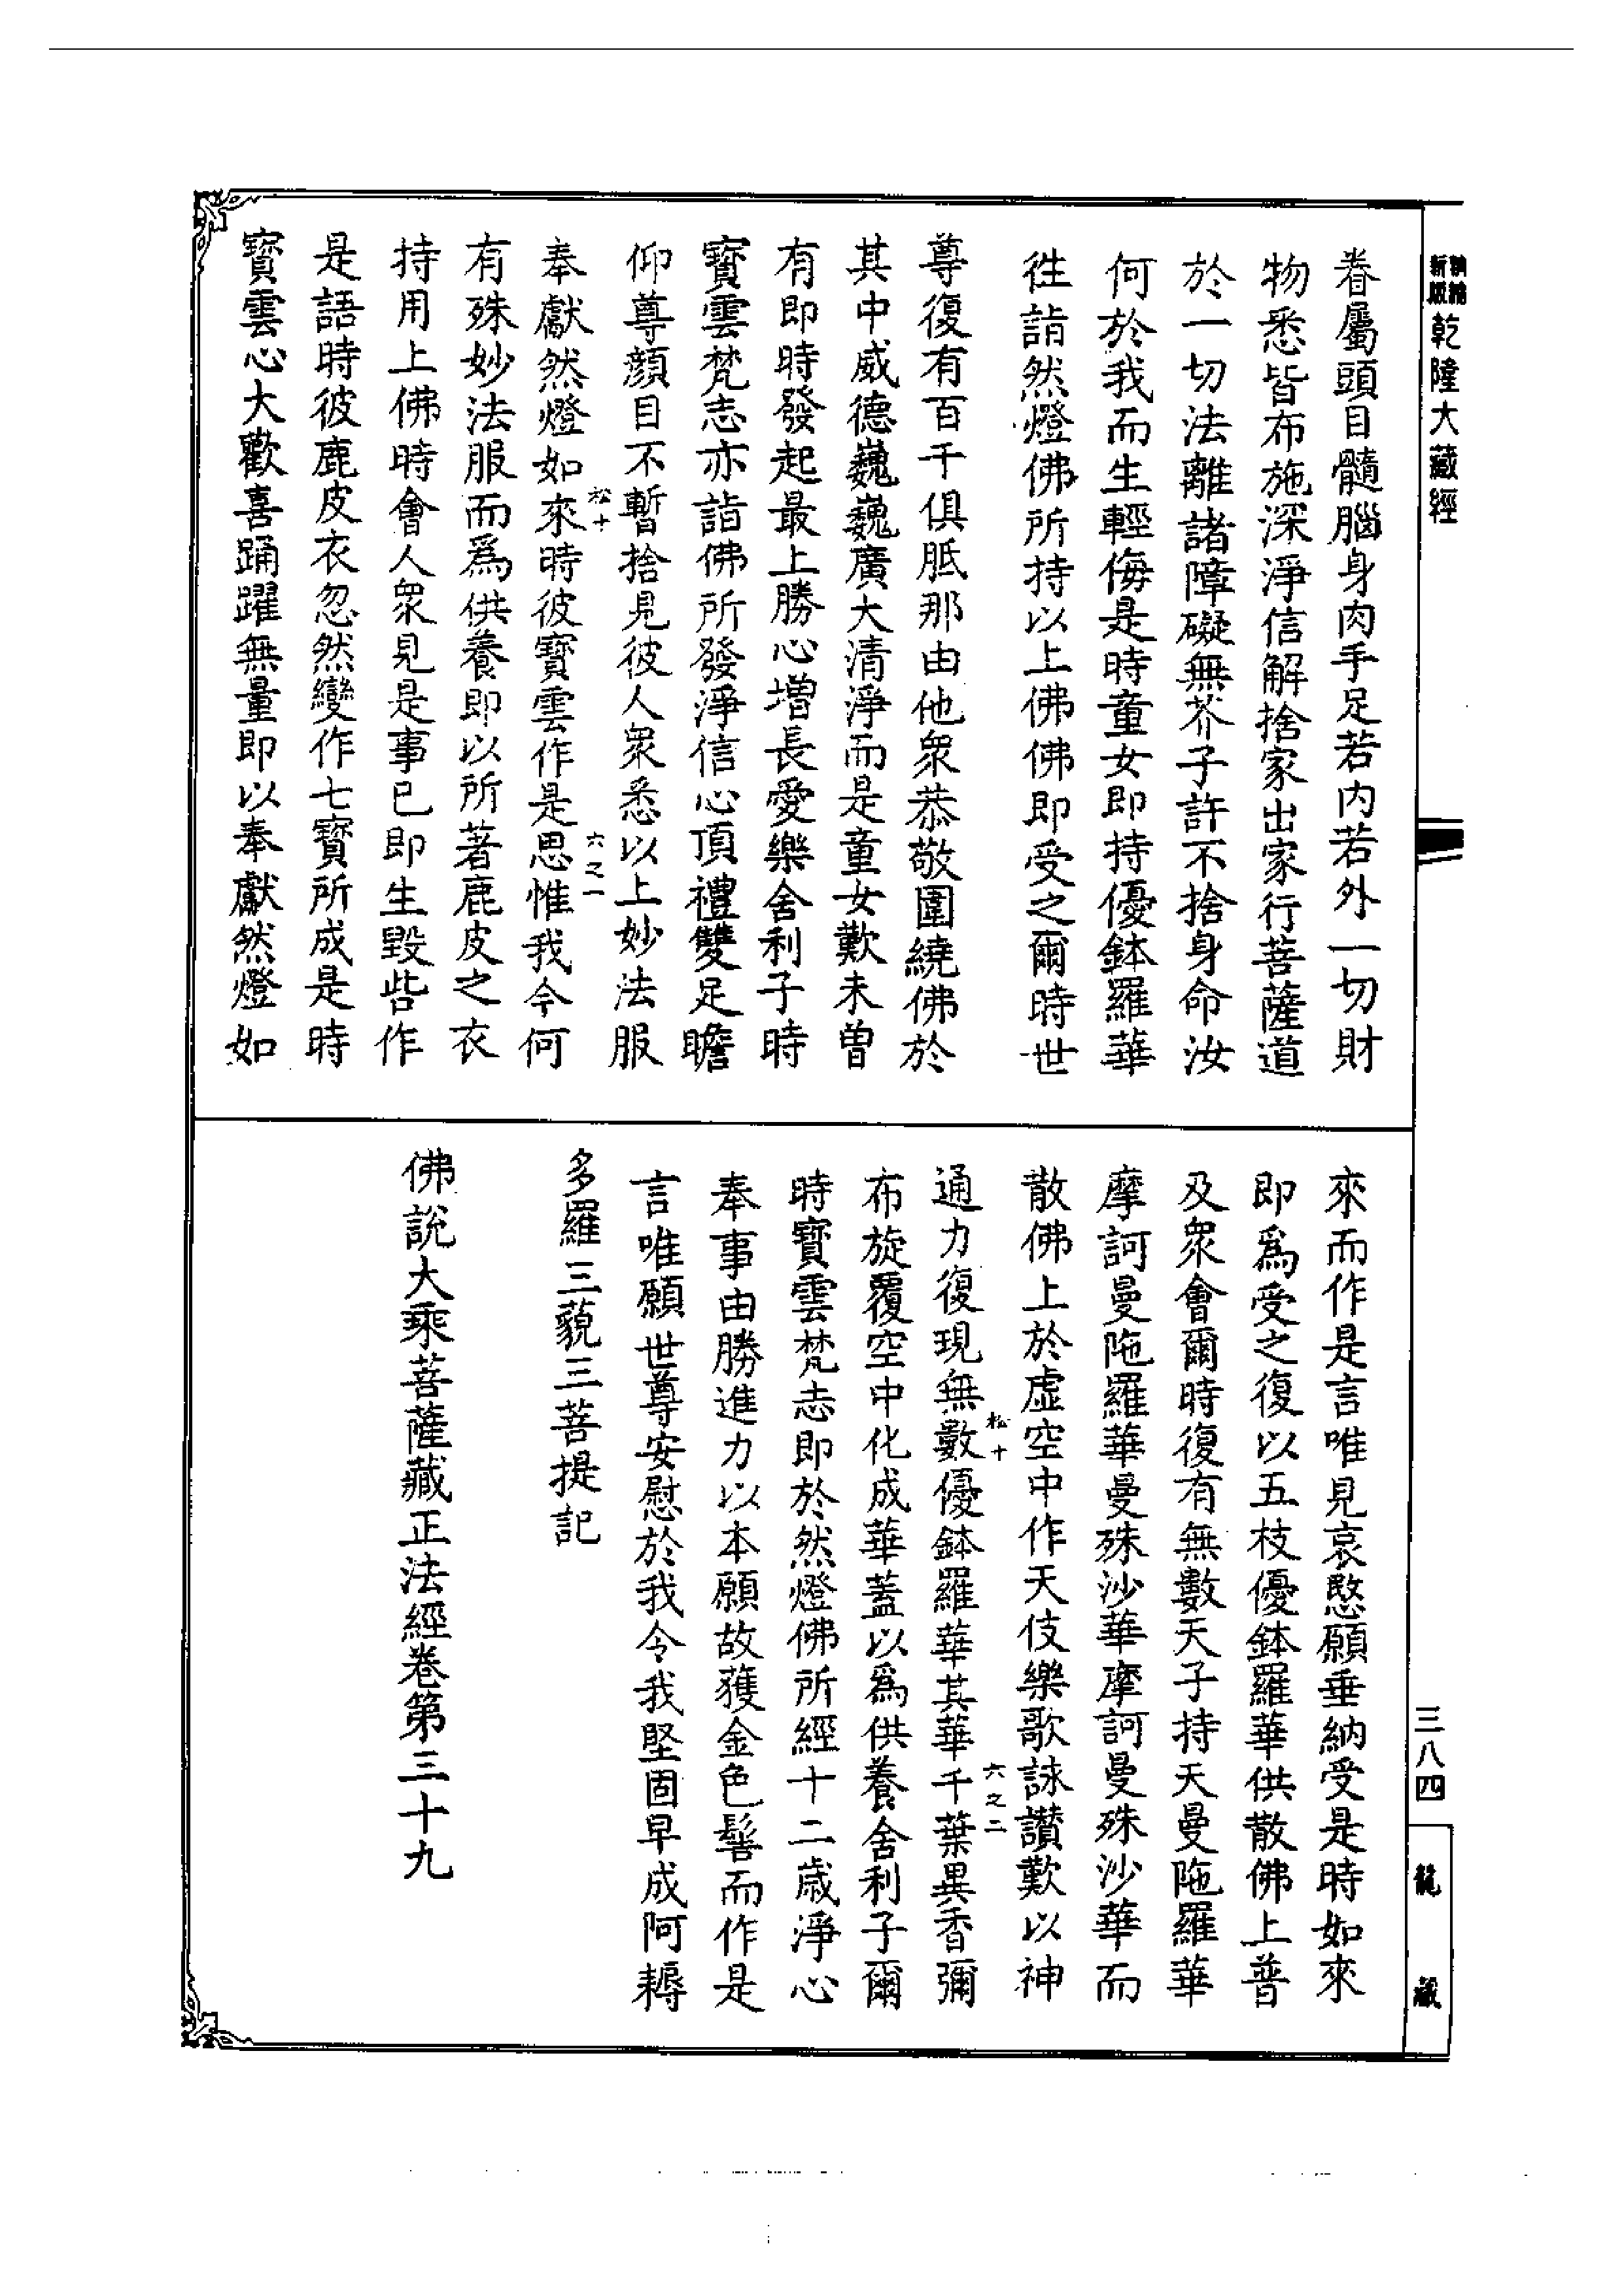 新版
精縮
乾隆大藏經
三八四
龍藏
眷屬頭目髓腦身肉手足若内若外一切財
物悉皆布施深淨信解捨家出家行菩薩道
於一切法離諸障礙無芥子許不捨身命汝
何於我而生輕侮是時童女即持優鉢羅華
徃詣然燈佛所持以上佛佛即受之爾時世
尊復有百千俱胝那由他衆恭敬圍繞佛於
其中威德巍巍廣大清淨而是童女歎未曾
有即時發起最上勝心增長愛樂舍利子時
寶雲梵志亦詣佛所發淨信心頂禮雙足瞻
仰尊顔目不暫捨見彼人衆悉以上妙法服
松十
六之一
奉獻然燈如來時彼寶雲作是思惟我今何
有殊妙法服而爲供養即以所著鹿皮之衣
持用上佛時會人衆見是事已即生毀呰作
是語時彼鹿皮衣忽然變作七寶所成是時
寶雲心大歡喜踊躍無量即以奉獻然燈如
來而作是言唯見哀愍願垂納受是時如來
即爲受之復以五枝優鉢羅華供散佛上普
及衆會爾時復有無數天子持天曼陁羅華
摩訶曼陁羅華曼殊沙華摩訶曼殊沙華而
散佛上於虛空中作天伎樂歌詠讃歎以神
松十
六之二
通力復現無數優鉢羅華其華千葉異香彌
布旋覆空中化成華蓋以爲供養舍利子爾
時寶雲梵志即於然燈佛所經十二歳淨心
奉事由勝進力以本願故獲金色髻而作是
言唯願世尊安慰於我令我堅固早成阿耨
多羅三藐三菩提記
佛說大乘菩薩藏正法經卷第三十九